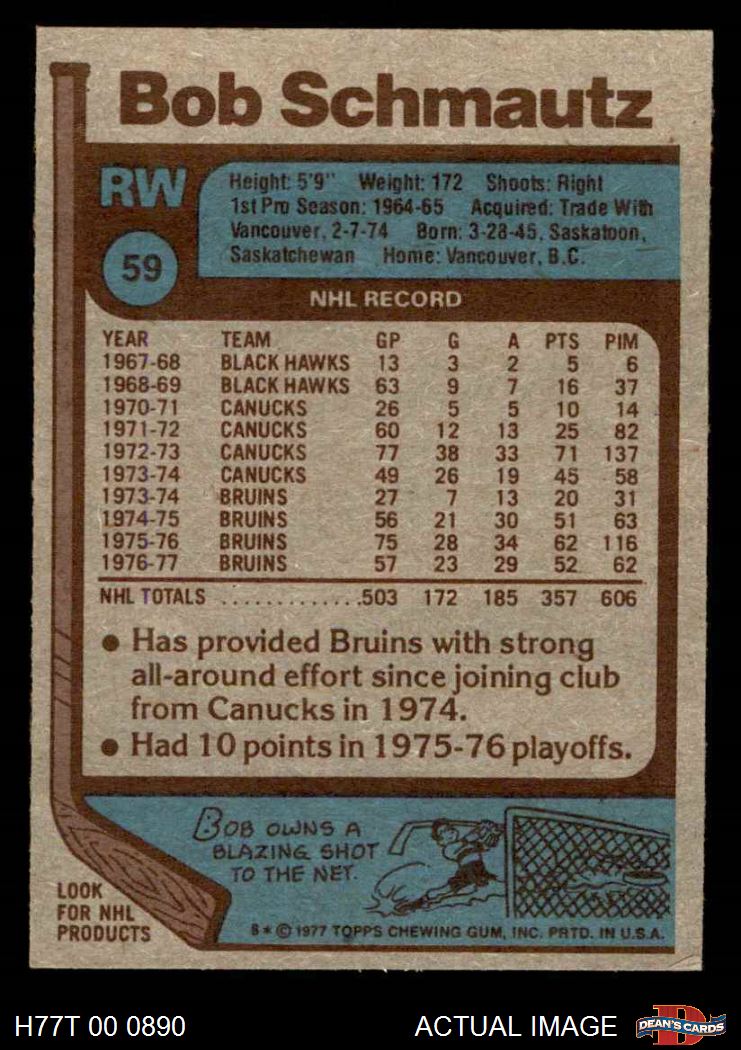 Bob Schmautz
RW
59
Height: 5'9" Weight: 172 Shoots: Right
1st Pro Season: 1964-65 Acquired: Trade With
Vancouver, 2-7-74 Born: 3-28-45, Saskatoon,
Saskatchewan Home: Vancouver, B.C.
NHL RECORD
YEAR TEAM GP G A PTS PIM
1967-68 BLACK HAWKS 13 3 2 5 6
1968-69 BLACK HAWKS 63 9 7 16 37
1970-71 CANUCKS 26 5 5 10 14
1971-72 CANUCKS 60 12 13 25 82
1972-73 CANUCKS 77 38 33 71 137
1973-74 CANUCKS 49 26 19 45 58
1973-74 BRUINS 27 7 13 20 31
1974-75 BRUINS 56 21 30 51 63
1975-76 BRUINS 75 28 34 62 116
1976-77 BRUINS 57 23 29 52 62
NHL TOTALS .............503 172 185 357 606
● Has provided Bruins with strong
all-around effort since joining club
from Canucks in 1974.
● Had 10 points in 1975-76 playoffs.
BOB OWNS A
BLAZING SHOT
TO THE NET.
LOOK
FOR NHL
PRODUCTS
B* © 1977 TOPPS CHEWING GUM, INC. PRTD. IN U.S.A.
H77T 00 0890
ACTUAL IMAGE
DEAN'S CARDS